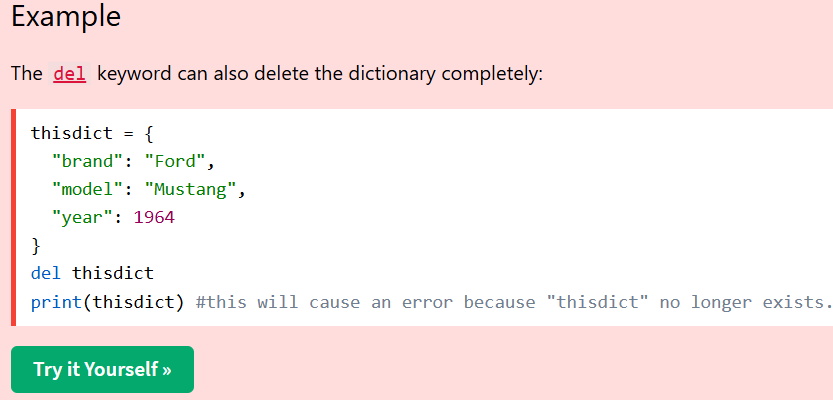 Example
The del keyword can also delete the dictionary completely:
thisdict = {
  "brand": "Ford",
  "model": "Mustang",
  "year": 1964
}
del thisdict
print(thisdict) #this will cause an error because "thisdict" no longer exists.
Try it Yourself »